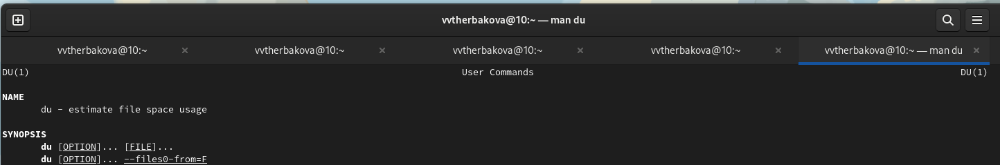 vvtherbakova@10:~ — man du
vvtherbakova@10:~ × vvtherbakova@10:~ × vvtherbakova@10:~ × vvtherbakova@10:~ × vvtherbakova@10:~ — man du ×
DU(1) User Commands DU(1)
NAME
du - estimate file space usage
SYNOPSIS
du [OPTION]... [FILE]...
du [OPTION]... --files0-from=F